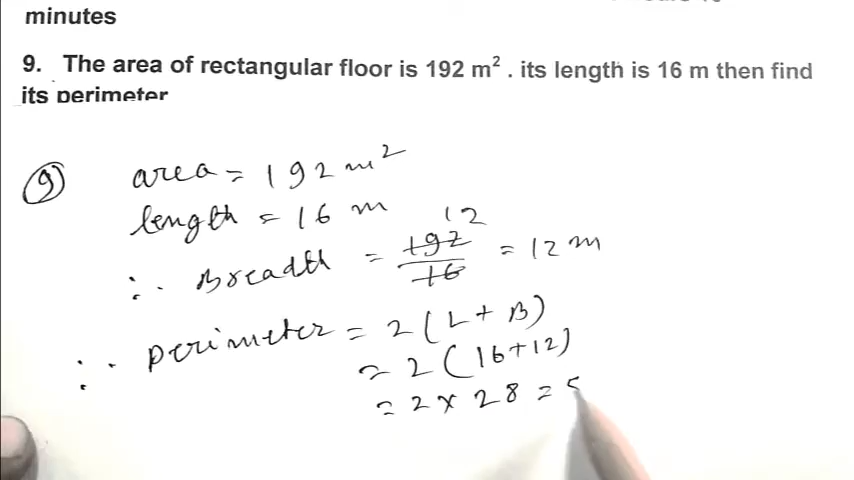 minutes
9. The area of rectangular floor is 192 m². its length is 16 m then find
its perimeter
9 area = 192 m²
length = 16 m
12
∴ Breadth = 192/16 = 12 m
∴ perimeter = 2 (L + B)
= 2 (16+12)
= 2 × 28 = 5